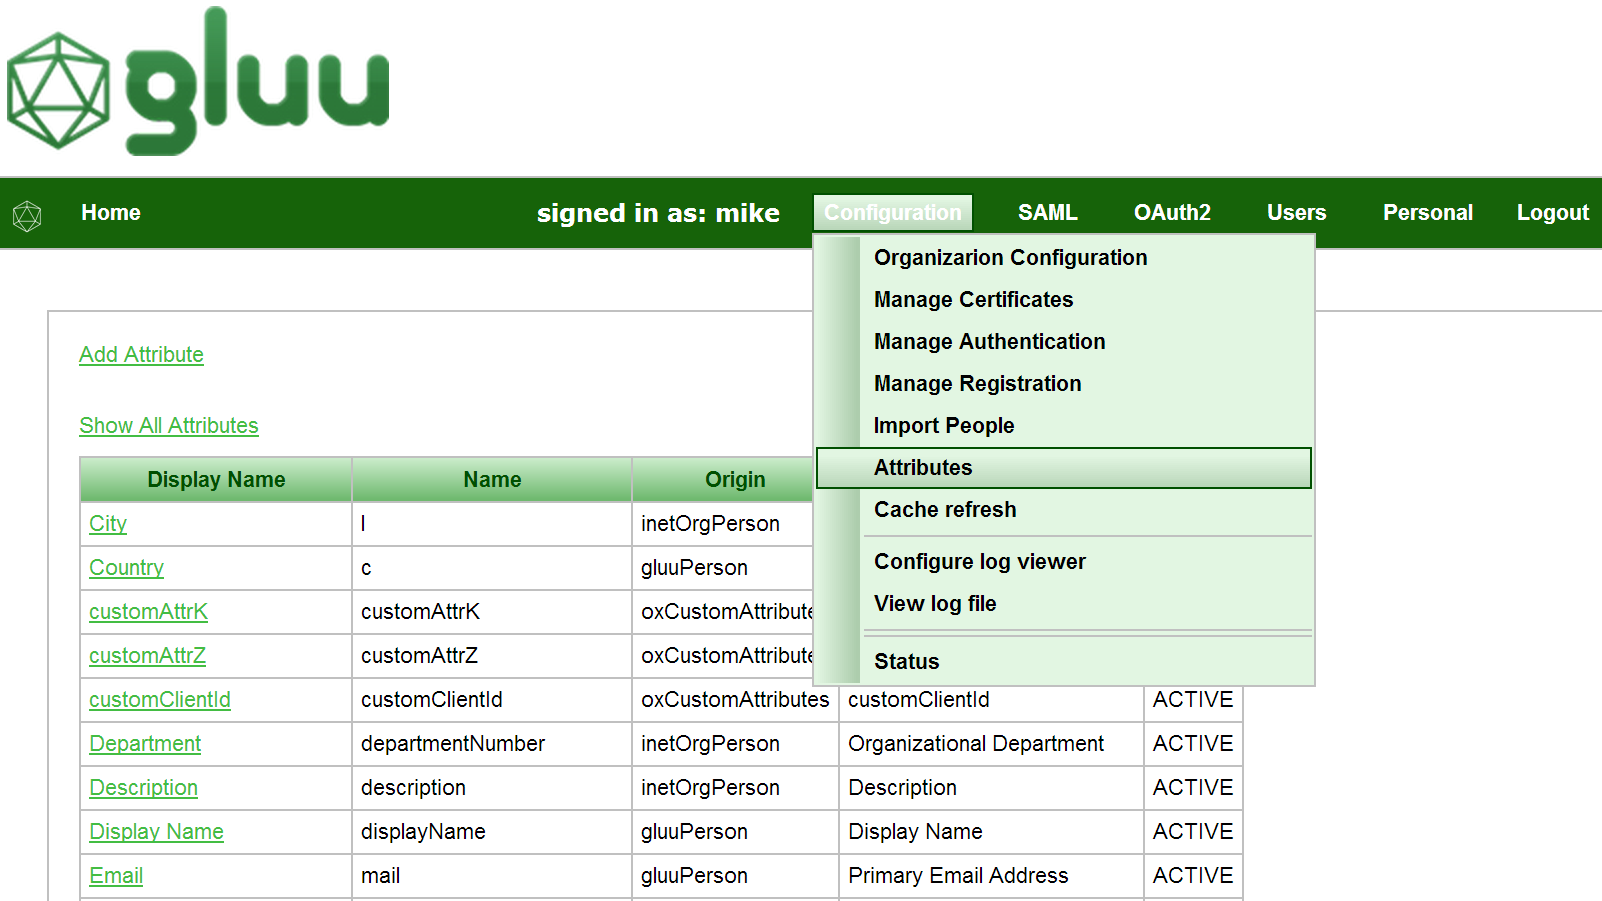 gluu
Home signed in as: mike Configuration SAML OAuth2 Users Personal Logout
Organizarion Configuration
Manage Certificates
Manage Authentication
Manage Registration
Import People
Attributes
Cache refresh
Configure log viewer
View log file
Status
Add Attribute
Show All Attributes
Display Name Name Origin
City l inetOrgPerson
Country c gluuPerson
customAttrK customAttrK oxCustomAttribute
customAttrZ customAttrZ oxCustomAttribute
customClientId customClientId oxCustomAttributes customClientId ACTIVE
Department departmentNumber inetOrgPerson Organizational Department ACTIVE
Description description inetOrgPerson Description ACTIVE
Display Name displayName gluuPerson Display Name ACTIVE
Email mail gluuPerson Primary Email Address ACTIVE